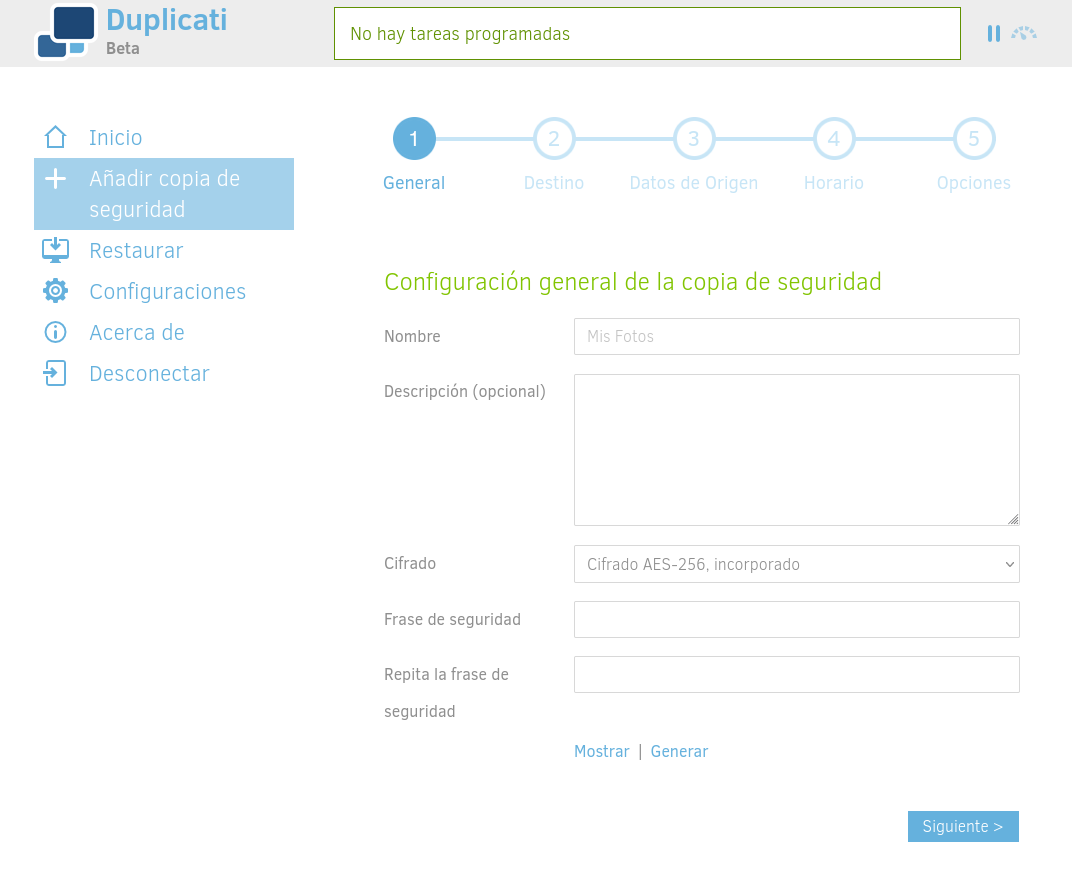 Duplicati
Beta
No hay tareas programadas
Inicio
Añadir copia de
seguridad
Restaurar
Configuraciones
Acerca de
Desconectar
1 2 3 4 5
General Destino Datos de Origen Horario Opciones
Configuración general de la copia de seguridad
Nombre Mis Fotos
Descripción (opcional)
Cifrado Cifrado AES-256, incorporado
Frase de seguridad
Repita la frase de
seguridad
Mostrar | Generar
Siguiente >